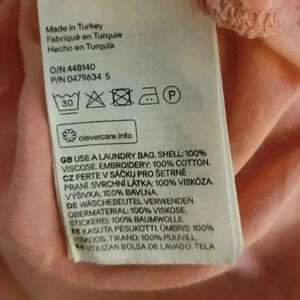 Made in Turkey
Fabriqué en Turquie
Hecho en Turquía
O/N 448140
P/N 0479634 5
30 P
clevercare.info
GB USE A LAUNDRY BAG, SHELL: 100%
VISCOSE. EMBROIDERY: 100% COTTON.
CZ PERTE V SÁČKU PRO ŠETRNÉ
PRANÍ. SVRCHNÍ LÁTKA: 100% VISKÓZA.
VÝŠIVKA: 100% BAVLNA.
DE WÄSCHEBEUTEL VERWENDEN.
OBERMATERIAL: 100% VISKOSE.
STICKEREI: 100% BAUMWOLLE.
EE KASUTA PESUKOTTI. ÜMBRIS: 100%
VISKOOS. TIKAND: 100% PUUVILL.
ES UTILIZAR BOLSA DE LAVADO. TELA